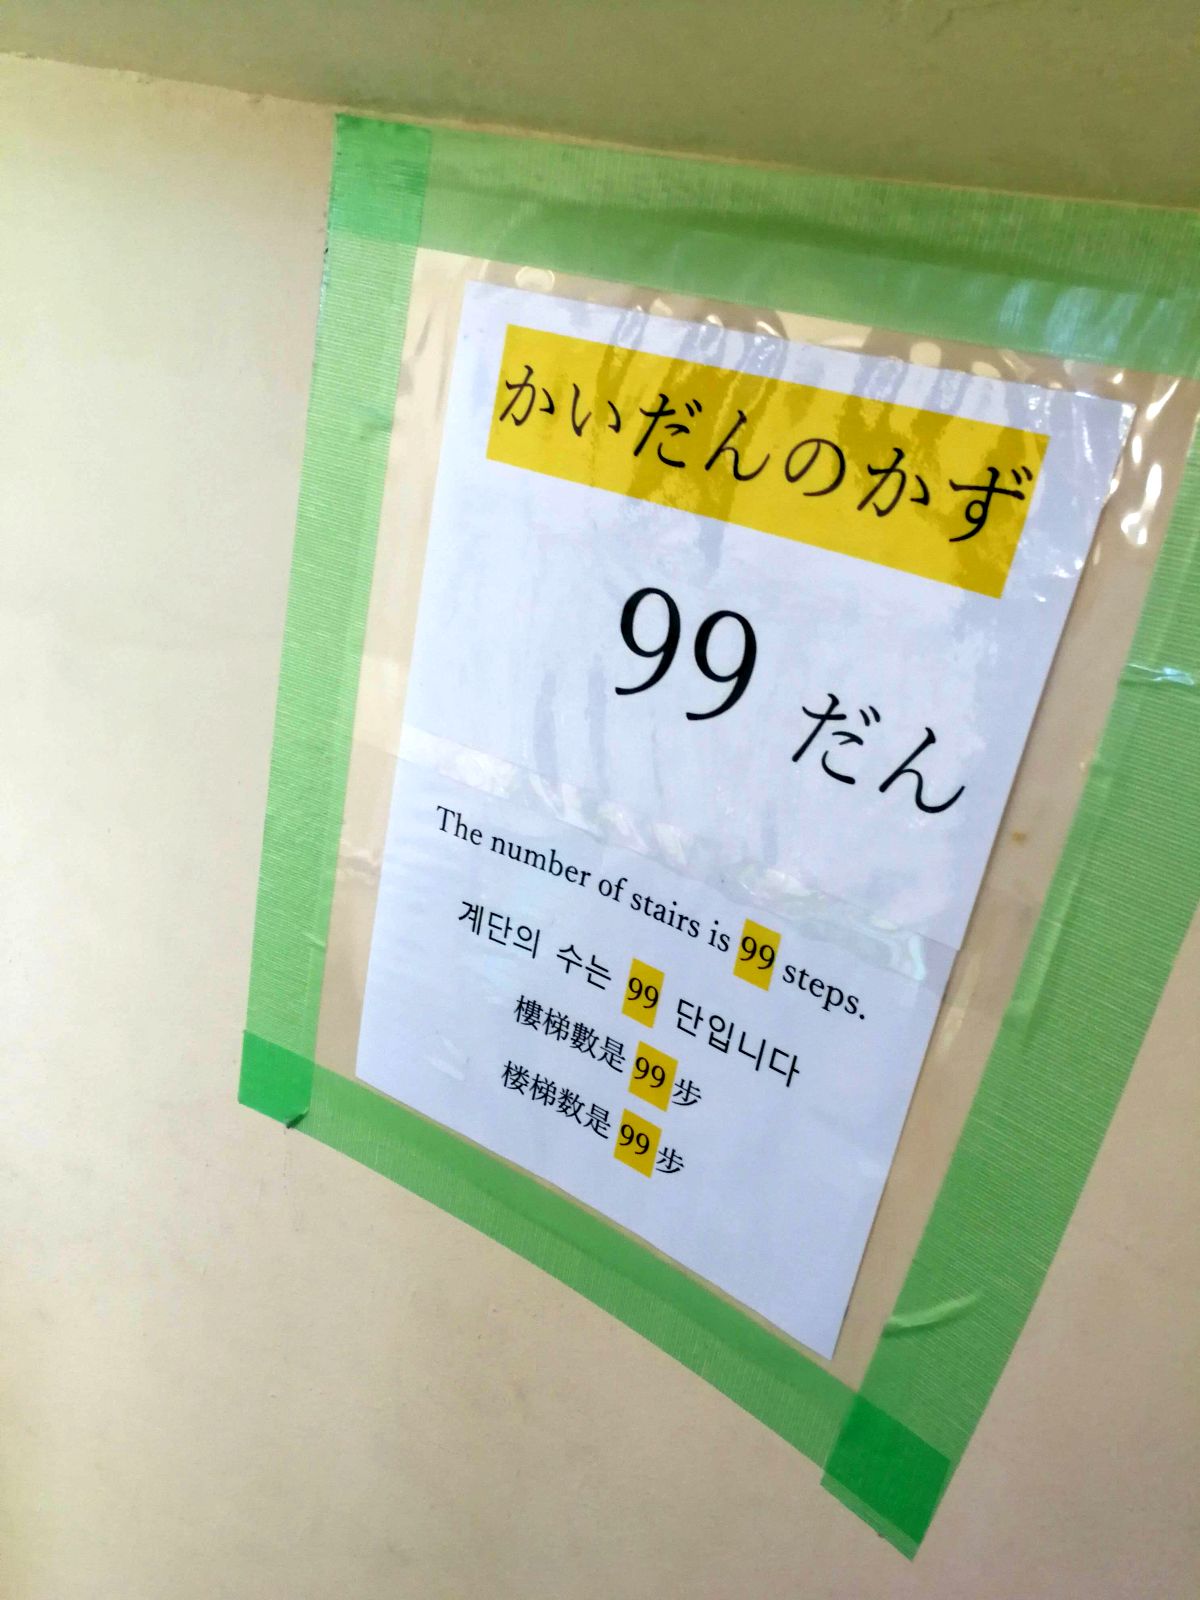 かいだんのかず
99 だん
The number of stairs is 99 steps.
계단의 수는 99 단입니다
樓梯數是 99 步
楼梯数是 99 步